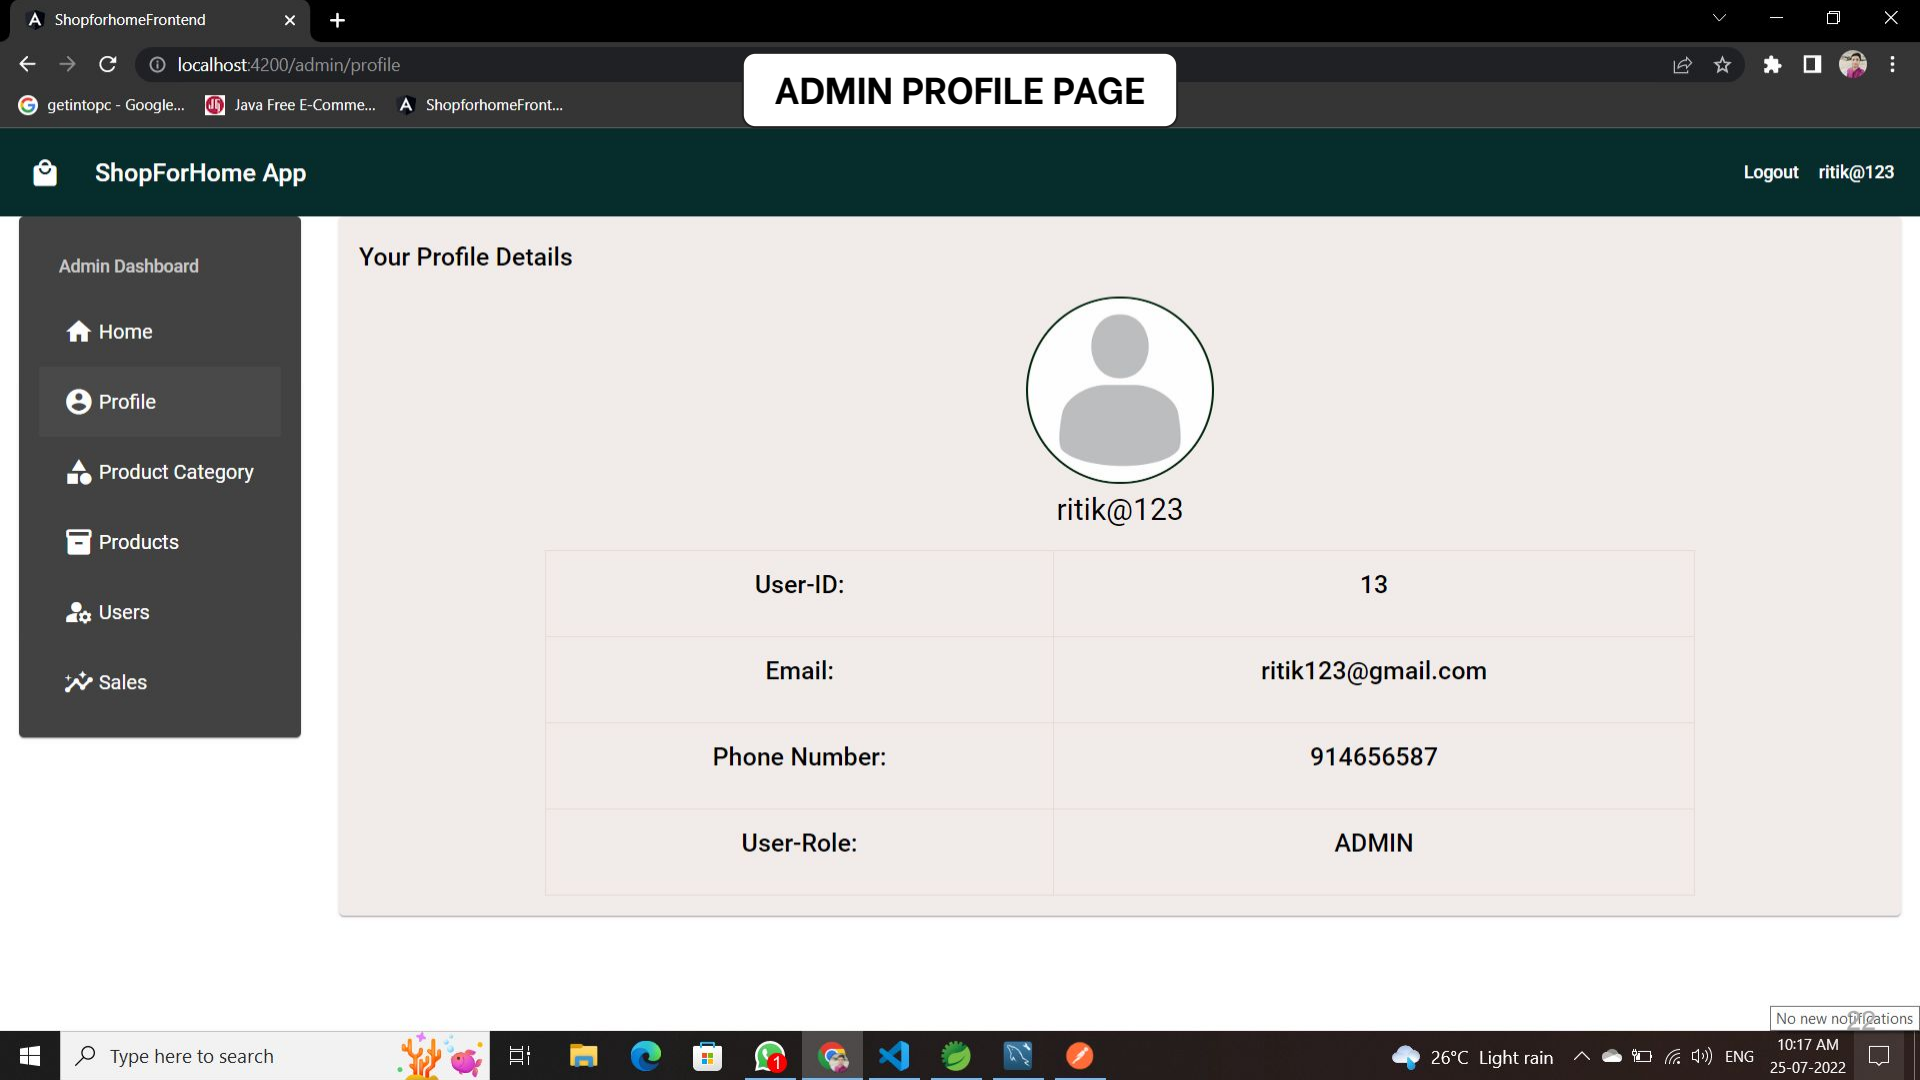 ShopforhomeFrontend
localhost:4200/admin/profile
ADMIN PROFILE PAGE
getintopc - Google...
Java Free E-Comme...
ShopforhomeFront...
ShopForHome App
Logout
ritik@123
Admin Dashboard
Home
Profile
Product Category
Products
Users
Sales
Your Profile Details
ritik@123
User-ID: 13
Email: ritik123@gmail.com
Phone Number: 914656587
User-Role: ADMIN
No new notifications
22
Type here to search
1
26°C Light rain
ENG
10:17 AM
25-07-2022